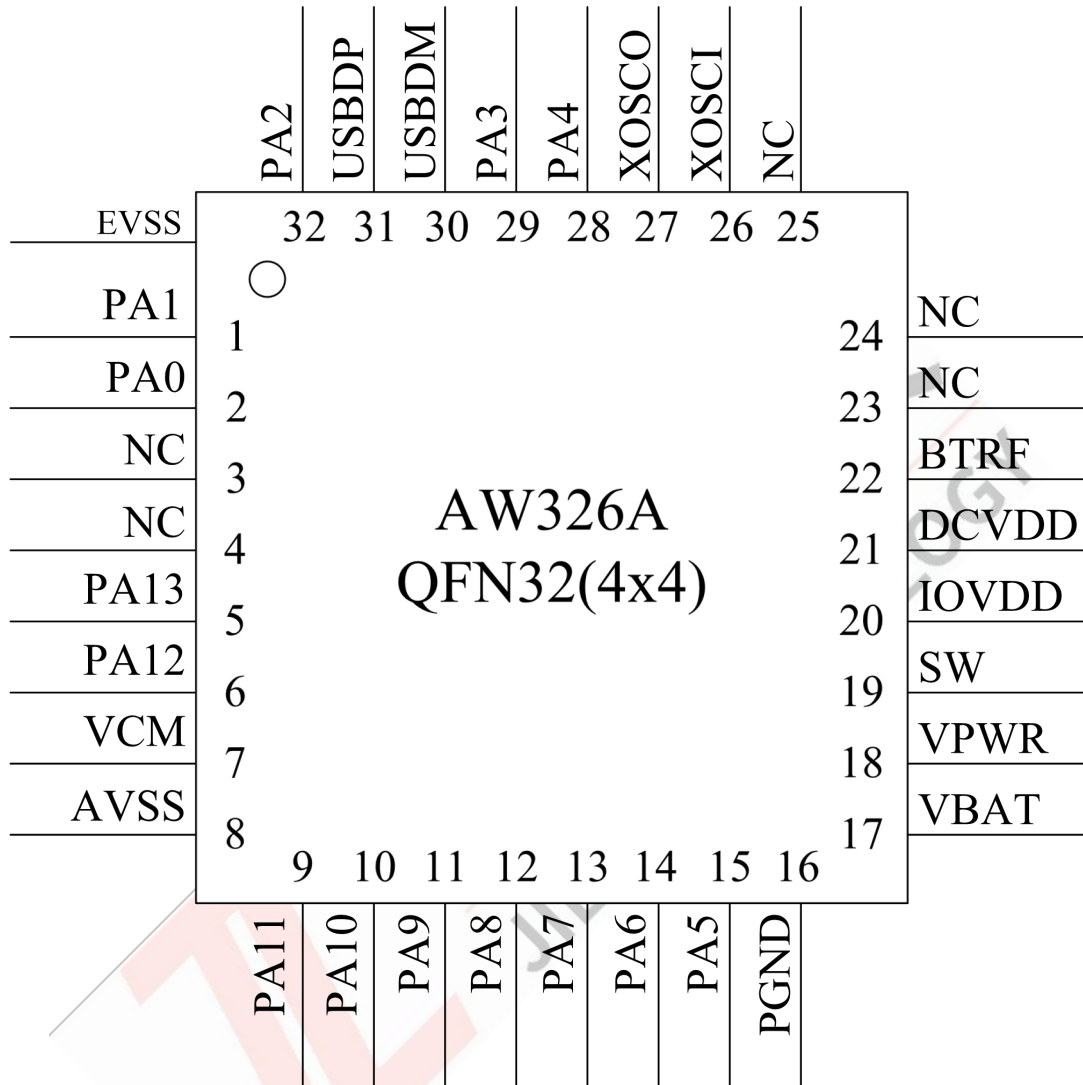 PA2
USBDP
USBDM
PA3
PA4
XOSCO
XOSCI
NC
32 31 30 29 28 27 26 25
EVSS
PA1
1
PA0
2
NC
3
NC
4
PA13
5
PA12
6
VCM
7
AVSS
8
AW326A
QFN32(4x4)
24
NC
23
NC
22
BTRF
21
DCVDD
20
IOVDD
19
SW
18
VPWR
17
VBAT
9 10 11 12 13 14 15 16
PA11
PA10
PA9
PA8
PA7
PA6
PA5
PGND